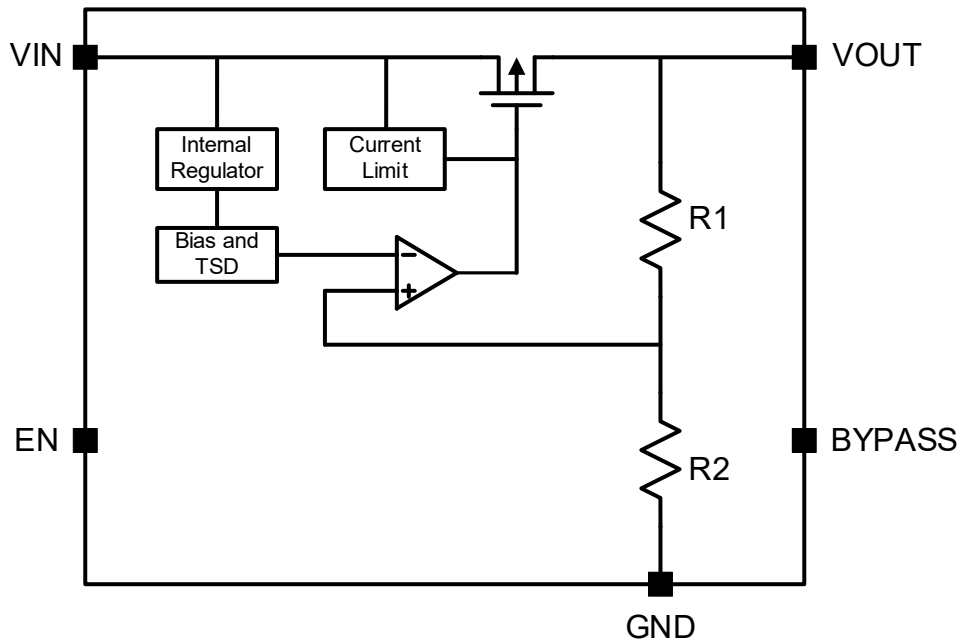 VIN
VOUT
Internal
Regulator
Current
Limit
R1
Bias and
TSD
−
+
EN
BYPASS
R2
GND